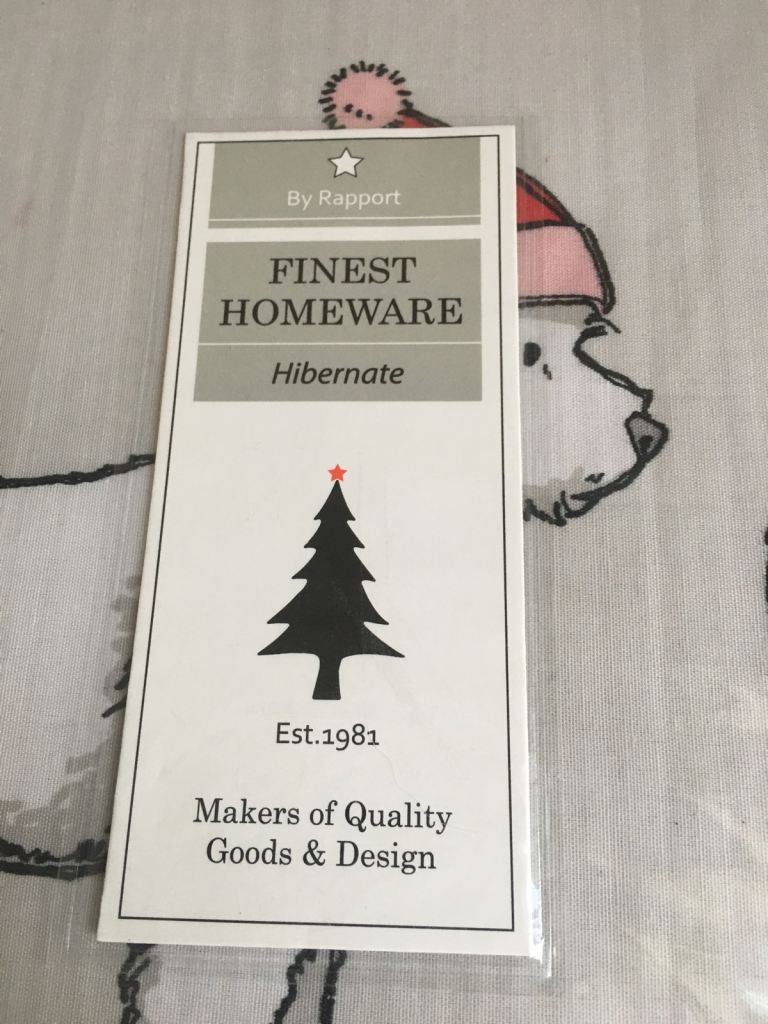 By Rapport
FINEST
HOMEWARE
Hibernate
Est.1981
Makers of Quality
Goods & Design